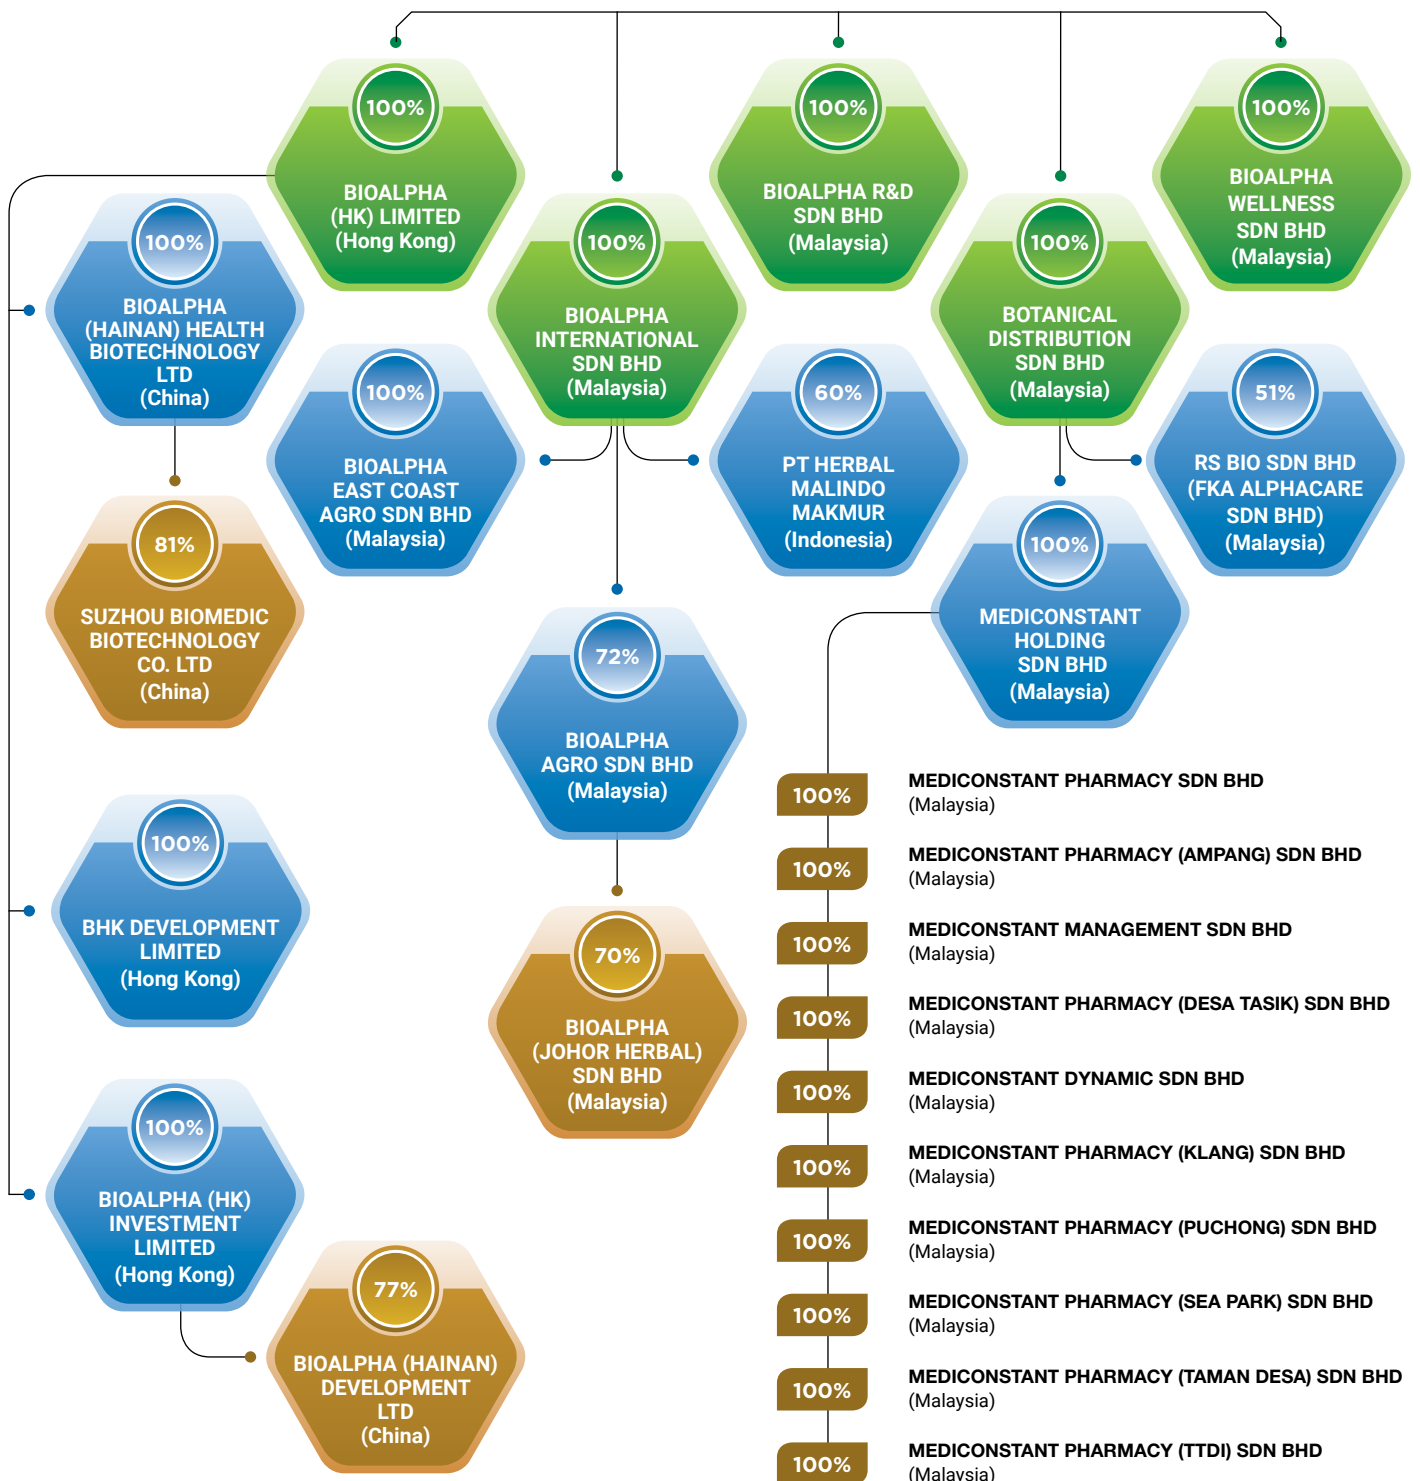 100%
BIOALPHA
(HK) LIMITED
(Hong Kong)
100%
BIOALPHA R&D
SDN BHD
(Malaysia)
100%
BIOALPHA
WELLNESS
SDN BHD
(Malaysia)
100%
BIOALPHA
(HAINAN) HEALTH
BIOTECHNOLOGY
LTD
(China)
100%
BIOALPHA
INTERNATIONAL
SDN BHD
(Malaysia)
100%
BOTANICAL
DISTRIBUTION
SDN BHD
(Malaysia)
100%
BIOALPHA
EAST COAST
AGRO SDN BHD
(Malaysia)
60%
PT HERBAL
MALINDO
MAKMUR
(Indonesia)
51%
RS BIO SDN BHD
(FKA ALPHACARE
SDN BHD)
(Malaysia)
81%
SUZHOU BIOMEDIC
BIOTECHNOLOGY
CO. LTD
(China)
100%
MEDICONSTANT
HOLDING
SDN BHD
(Malaysia)
72%
BIOALPHA
AGRO SDN BHD
(Malaysia)
100%
BHK DEVELOPMENT
LIMITED
(Hong Kong)
70%
BIOALPHA
(JOHOR HERBAL)
SDN BHD
(Malaysia)
100%
BIOALPHA (HK)
INVESTMENT
LIMITED
(Hong Kong)
77%
BIOALPHA (HAINAN)
DEVELOPMENT
LTD
(China)
100%
MEDICONSTANT PHARMACY SDN BHD
(Malaysia)
100%
MEDICONSTANT PHARMACY (AMPANG) SDN BHD
(Malaysia)
100%
MEDICONSTANT MANAGEMENT SDN BHD
(Malaysia)
100%
MEDICONSTANT PHARMACY (DESA TASIK) SDN BHD
(Malaysia)
100%
MEDICONSTANT DYNAMIC SDN BHD
(Malaysia)
100%
MEDICONSTANT PHARMACY (KLANG) SDN BHD
(Malaysia)
100%
MEDICONSTANT PHARMACY (PUCHONG) SDN BHD
(Malaysia)
100%
MEDICONSTANT PHARMACY (SEA PARK) SDN BHD
(Malaysia)
100%
MEDICONSTANT PHARMACY (TAMAN DESA) SDN BHD
(Malaysia)
100%
MEDICONSTANT PHARMACY (TTDI) SDN BHD
(Malaysia)